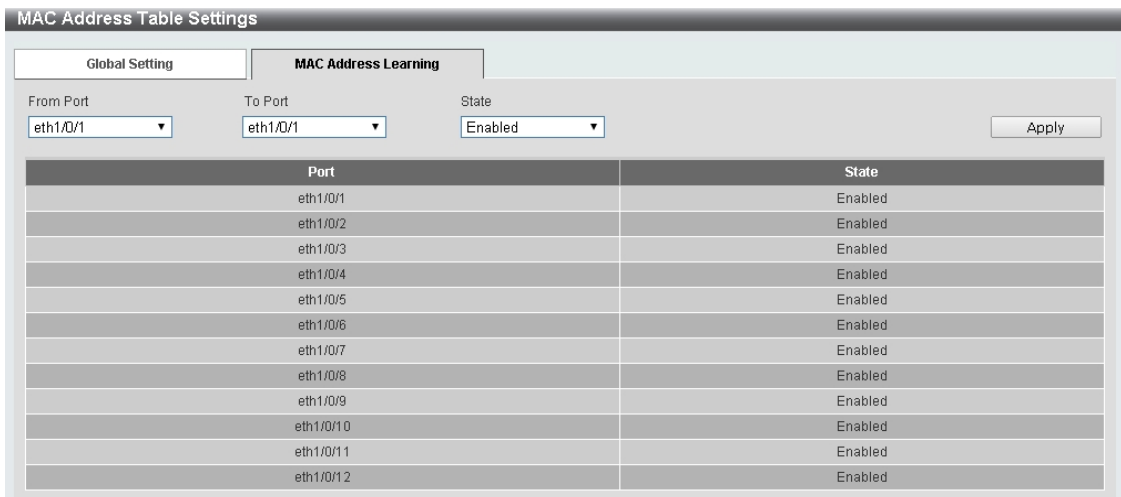 MAC Address Table Settings
Global Setting MAC Address Learning
From Port To Port State
eth1/0/1 eth1/0/1 Enabled Apply
Port State
eth1/0/1 Enabled
eth1/0/2 Enabled
eth1/0/3 Enabled
eth1/0/4 Enabled
eth1/0/5 Enabled
eth1/0/6 Enabled
eth1/0/7 Enabled
eth1/0/8 Enabled
eth1/0/9 Enabled
eth1/0/10 Enabled
eth1/0/11 Enabled
eth1/0/12 Enabled